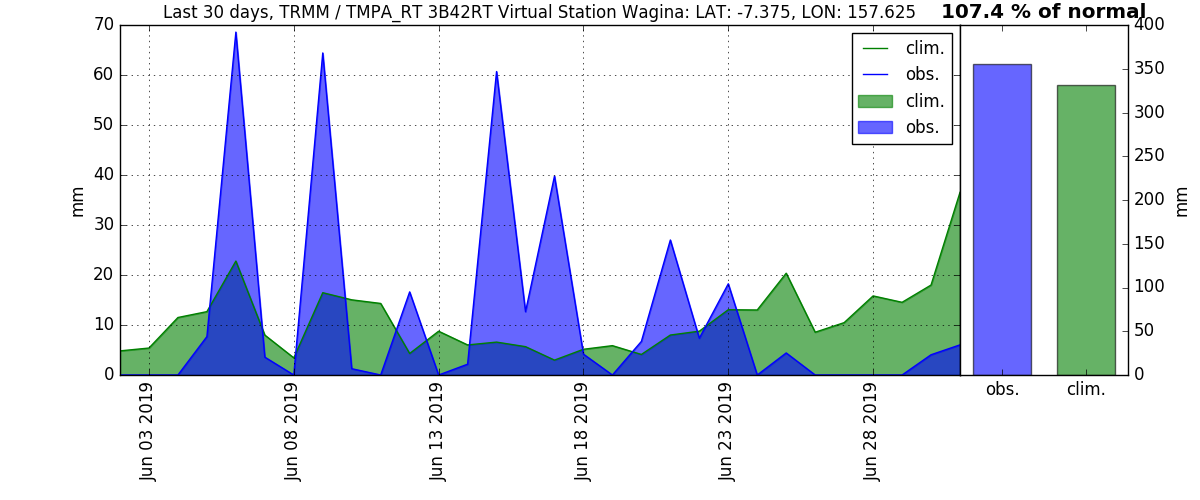 Last 30 days, TRMM / TMPA_RT 3B42RT Virtual Station Wagina: LAT: -7.375, LON: 157.625
107.4 % of normal
70
60
50
40
30
20
10
0
mm
clim.
obs.
clim.
obs.
Jun 03 2019
Jun 08 2019
Jun 13 2019
Jun 18 2019
Jun 23 2019
Jun 28 2019
400
350
300
250
200
150
100
50
0
mm
obs.
clim.